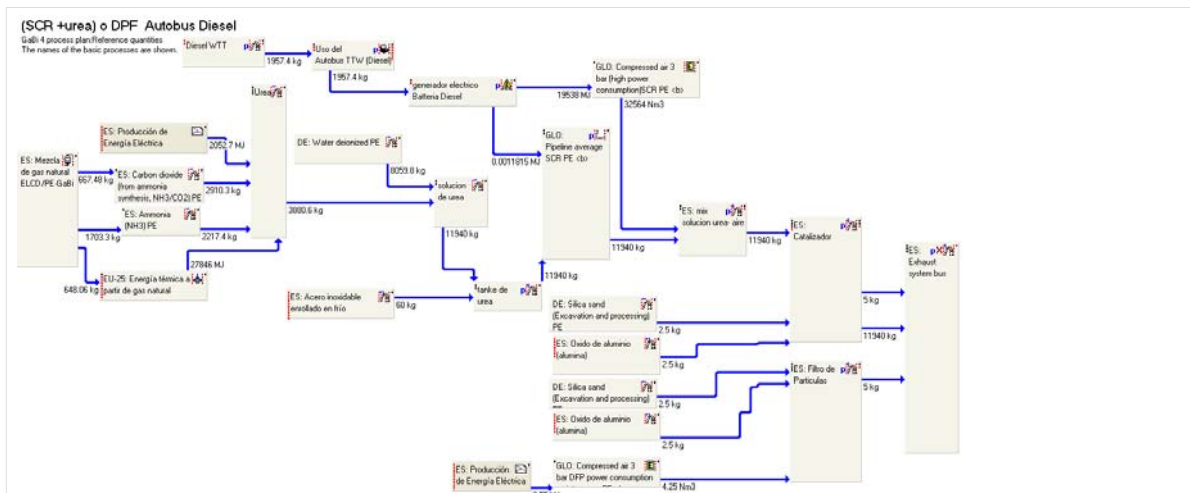 (SCR +urea) o DPF Autobus Diesel
GaBi 4 process plan:Reference quantities
The names of the basic processes are shown.
Diesel WTT
1957.4 kg
Uso del
Autobus TTW (Diesel)
1957.4 kg
generador electrico
Batteria Diesel
19538 MJ
GLO: Compressed air 3
bar (high power
consumption)SCR PE <b>
32564 Nm3
Urea
ES: Producción de
Energía Eléctrica
2052.7 MJ
DE: Water deionized PE
8059.8 kg
0.0011815 MJ
GLO:
Pipeline average
SCR PE <b>
ES: Mezcla
de gas natural
ELCD/PE-GaBi
667.48 kg
ES: Carbon dioxide
(from ammonia
synthesis, NH3/CO2) PE
2910.3 kg
solucion
de urea
3880.6 kg
11940 kg
ES: Ammonia
(NH3) PE
1703.3 kg
2217.4 kg
27846 MJ
648.06 kg
EU-25: Energía térmica a
partir de gas natural
ES: mix
solucion urea- aire
11940 kg
11940 kg
ES:
Catalizador
ES:
Exhaust
system bus
ES: Acero inoxidable
enrollado en frío
60 kg
tanke de
urea
11940 kg
DE: Silica sand
(Excavation and processing)
PE
2.5 kg
5 kg
11940 kg
ES: Oxido de aluminio
(alumina)
2.5 kg
DE: Silica sand
(Excavation and processing)
2.5 kg
ES: Filtro de
Particulas
5 kg
ES: Oxido de aluminio
(alumina)
2.5 kg
ES: Producción
de Energía Eléctrica
GLO: Compressed air 3
bar DFP power consumption
4.25 Nm3